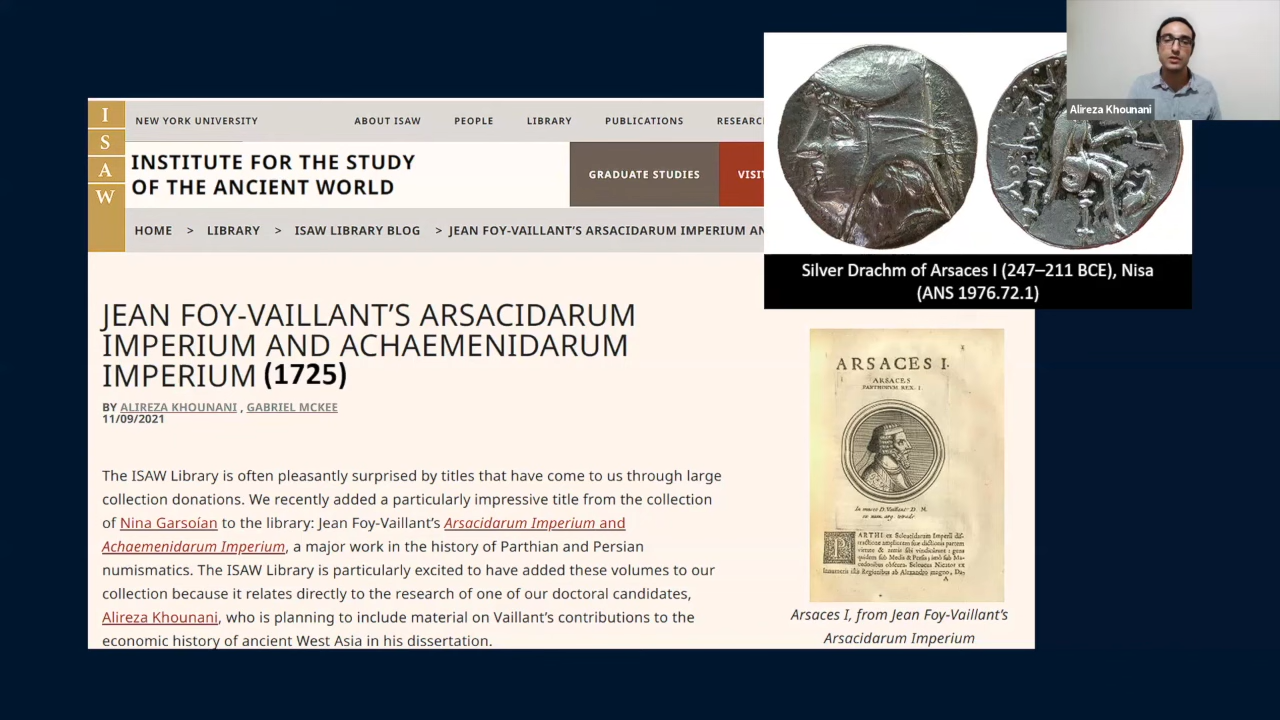 I
S
A
W
NEW YORK UNIVERSITY ABOUT ISAW PEOPLE LIBRARY PUBLICATIONS RESEARC
INSTITUTE FOR THE STUDY
OF THE ANCIENT WORLD
GRADUATE STUDIES VISIT
HOME > LIBRARY > ISAW LIBRARY BLOG > JEAN FOY-VAILLANT'S ARSACIDARUM IMPERIUM AN
JEAN FOY-VAILLANT'S ARSACIDARUM
IMPERIUM AND ACHAEMENIDARUM
IMPERIUM (1725)
BY ALIREZA KHOUNANI , GABRIEL MCKEE
11/09/2021
The ISAW Library is often pleasantly surprised by titles that have come to us through large
collection donations. We recently added a particularly impressive title from the collection
of Nina Garsoïan to the library: Jean Foy-Vaillant's Arsacidarum Imperium and
Achaemenidarum Imperium, a major work in the history of Parthian and Persian
numismatics. The ISAW Library is particularly excited to have added these volumes to our
collection because it relates directly to the research of one of our doctoral candidates,
Alireza Khounani, who is planning to include material on Vaillant's contributions to the
economic history of ancient West Asia in his dissertation.
Alireza Khounani
Silver Drachm of Arsaces I (247–211 BCE), Nisa
(ANS 1976.72.1)
ARSACES I.
ARSACES
PARTHORUM REX I.
Arsaces I, from Jean Foy-Vaillant's
Arsacidarum Imperium